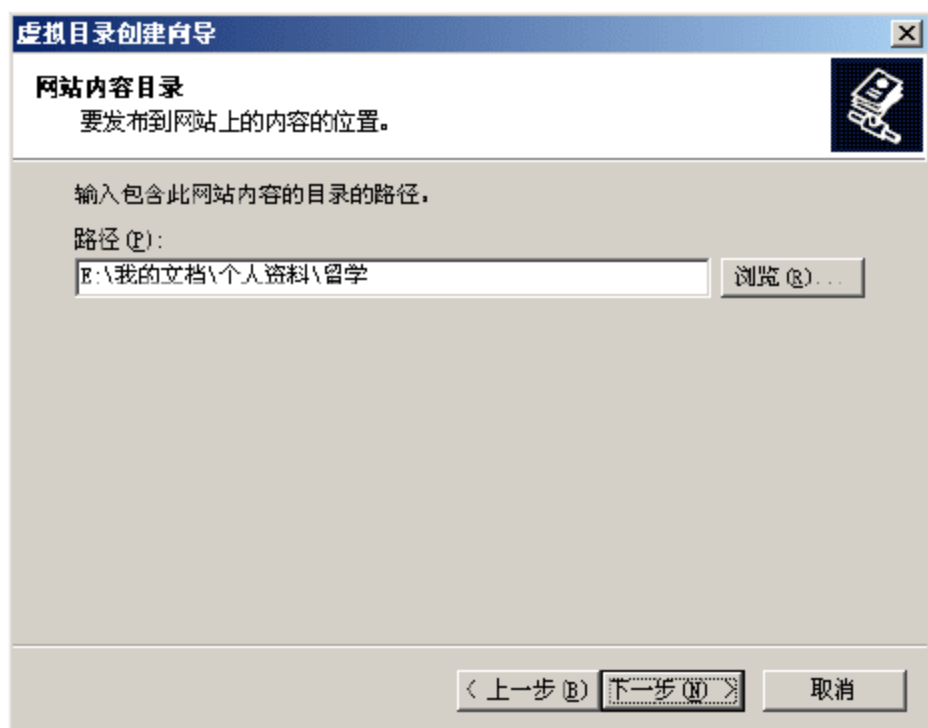 虚拟目录创建向导
网站内容目录
要发布到网站上的内容的位置。
输入包含此网站内容的目录的路径。
路径(P):
E:\我的文档\个人资料\留学
浏览(R)...
< 上一步(B) 下一步(N) > 取消